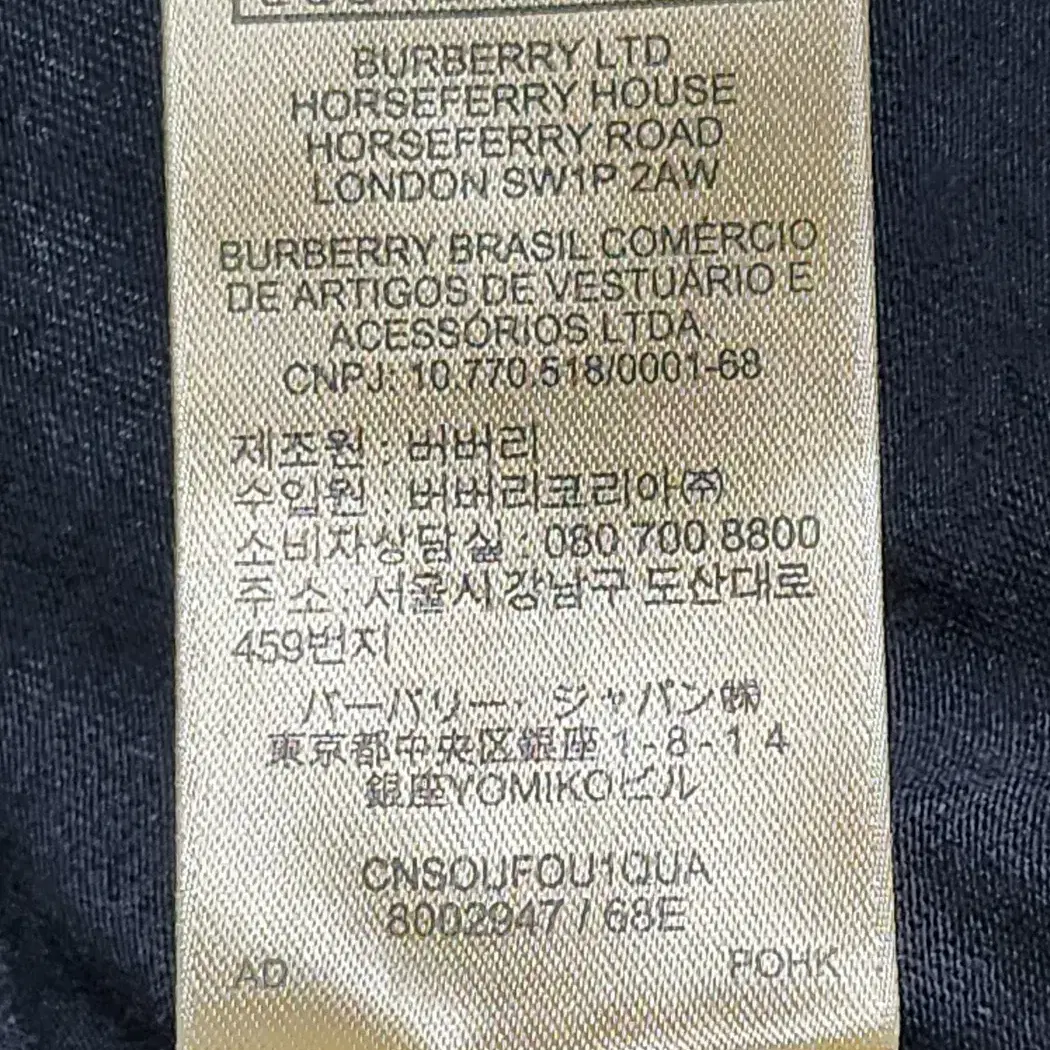 BURBERRY LTD
HORSEFERRY HOUSE
HORSEFERRY ROAD
LONDON SW1P 2AW
BURBERRY BRASIL COMÉRCIO
DE ARTIGOS DE VESTUÁRIO E
ACESSÓRIOS LTDA.
CNPJ: 10.770.518/0001-68
제조원 : 버버리
수입원 : 버버리코리아㈜
소비자상담실 : 080 700 8800
주 소 : 서울시 강남구 도산대로
459번지
バーバリー・ジャパン㈱
東京都中央区銀座1-8-14
銀座YOMIKOビル
CNSOUFOU1QUA
8002947 / 68E
AD POHK